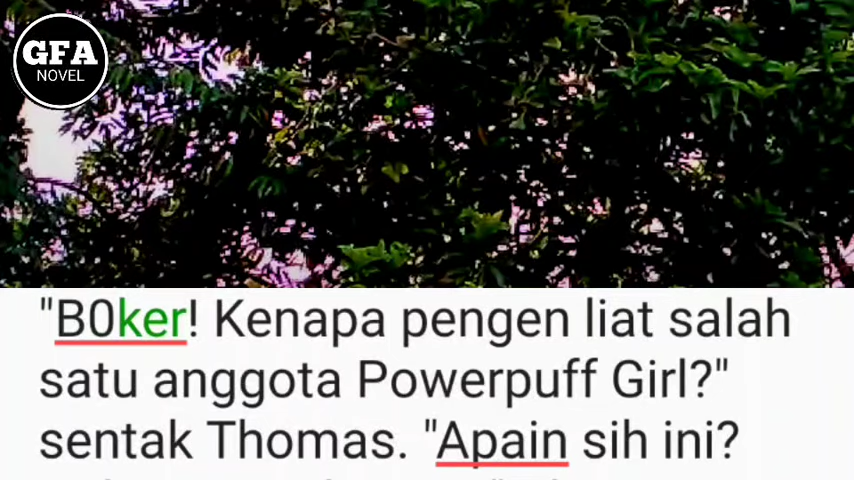 GFA
NOVEL
"B0ker! Kenapa pengen liat salah
satu anggota Powerpuff Girl?"
sentak Thomas. "Apain sih ini?